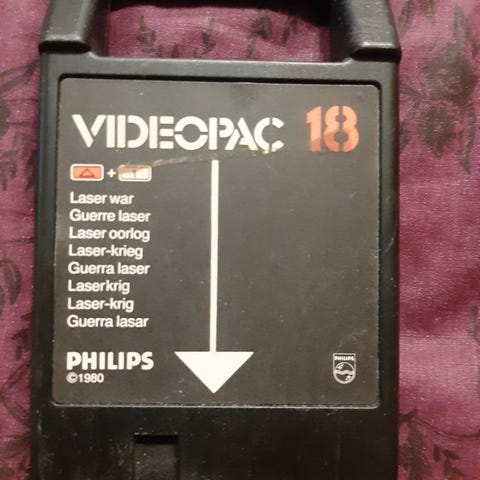 VIDEOPAC 18
+
Laser war
Guerre laser
Laser oorlog
Laser-krieg
Guerra laser
Laserkrig
Laser-krig
Guerra lasar
PHILIPS
©1980
PHILIPS